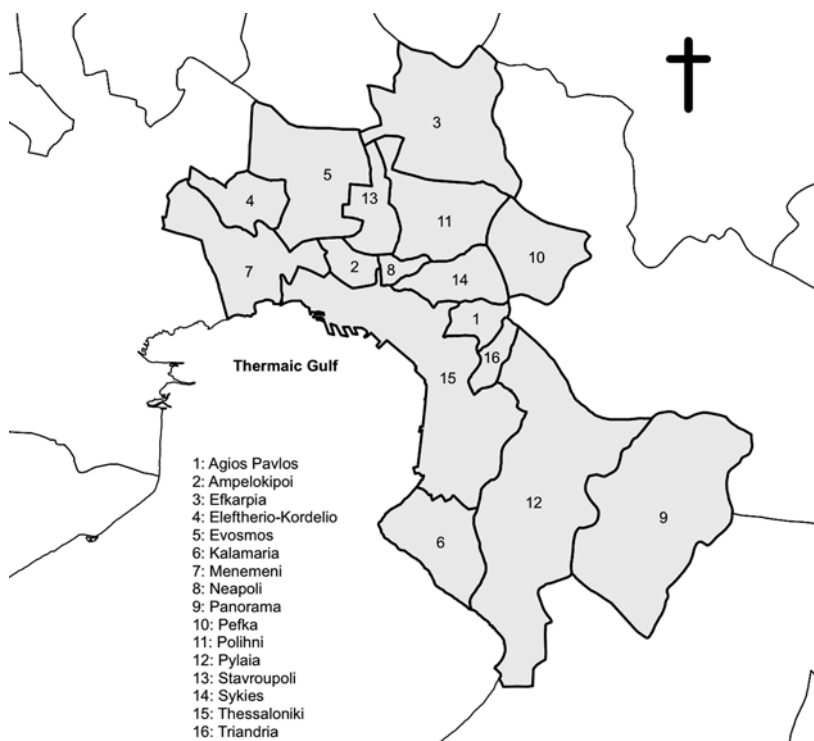 3
5
4
13
11
10
7
2
8
14
1
16
15
12
9
6
Thermaic Gulf
1: Agios Pavlos
2: Ampelokipoi
3: Efkarpia
4: Eleftherio-Kordelio
5: Evosmos
6: Kalamaria
7: Menemeni
8: Neapoli
9: Panorama
10: Pefka
11: Polihni
12: Pylaia
13: Stavroupoli
14: Sykies
15: Thessaloniki
16: Triandria